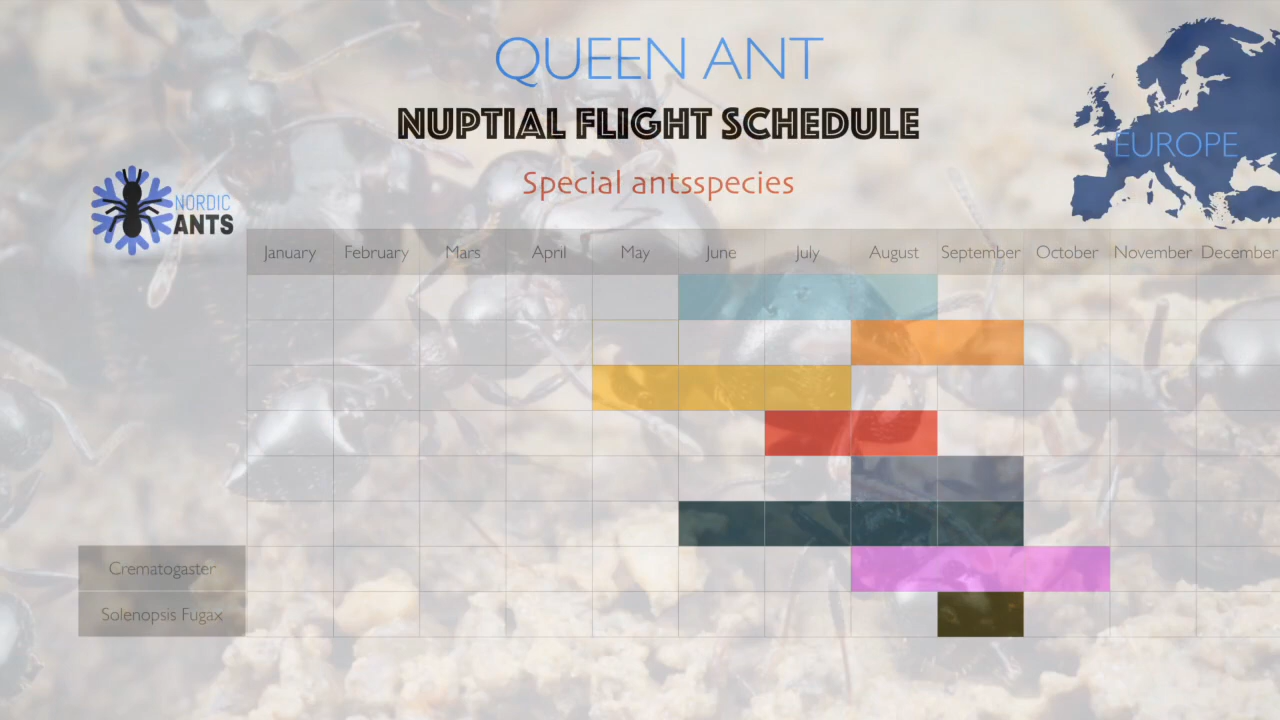 QUEEN ANT
NUPTIAL FLIGHT SCHEDULE
Special antsspecies
EUROPE
NORDIC
ANTS
January February Mars April May June July August September October November December
Crematogaster
Solenopsis Fugax